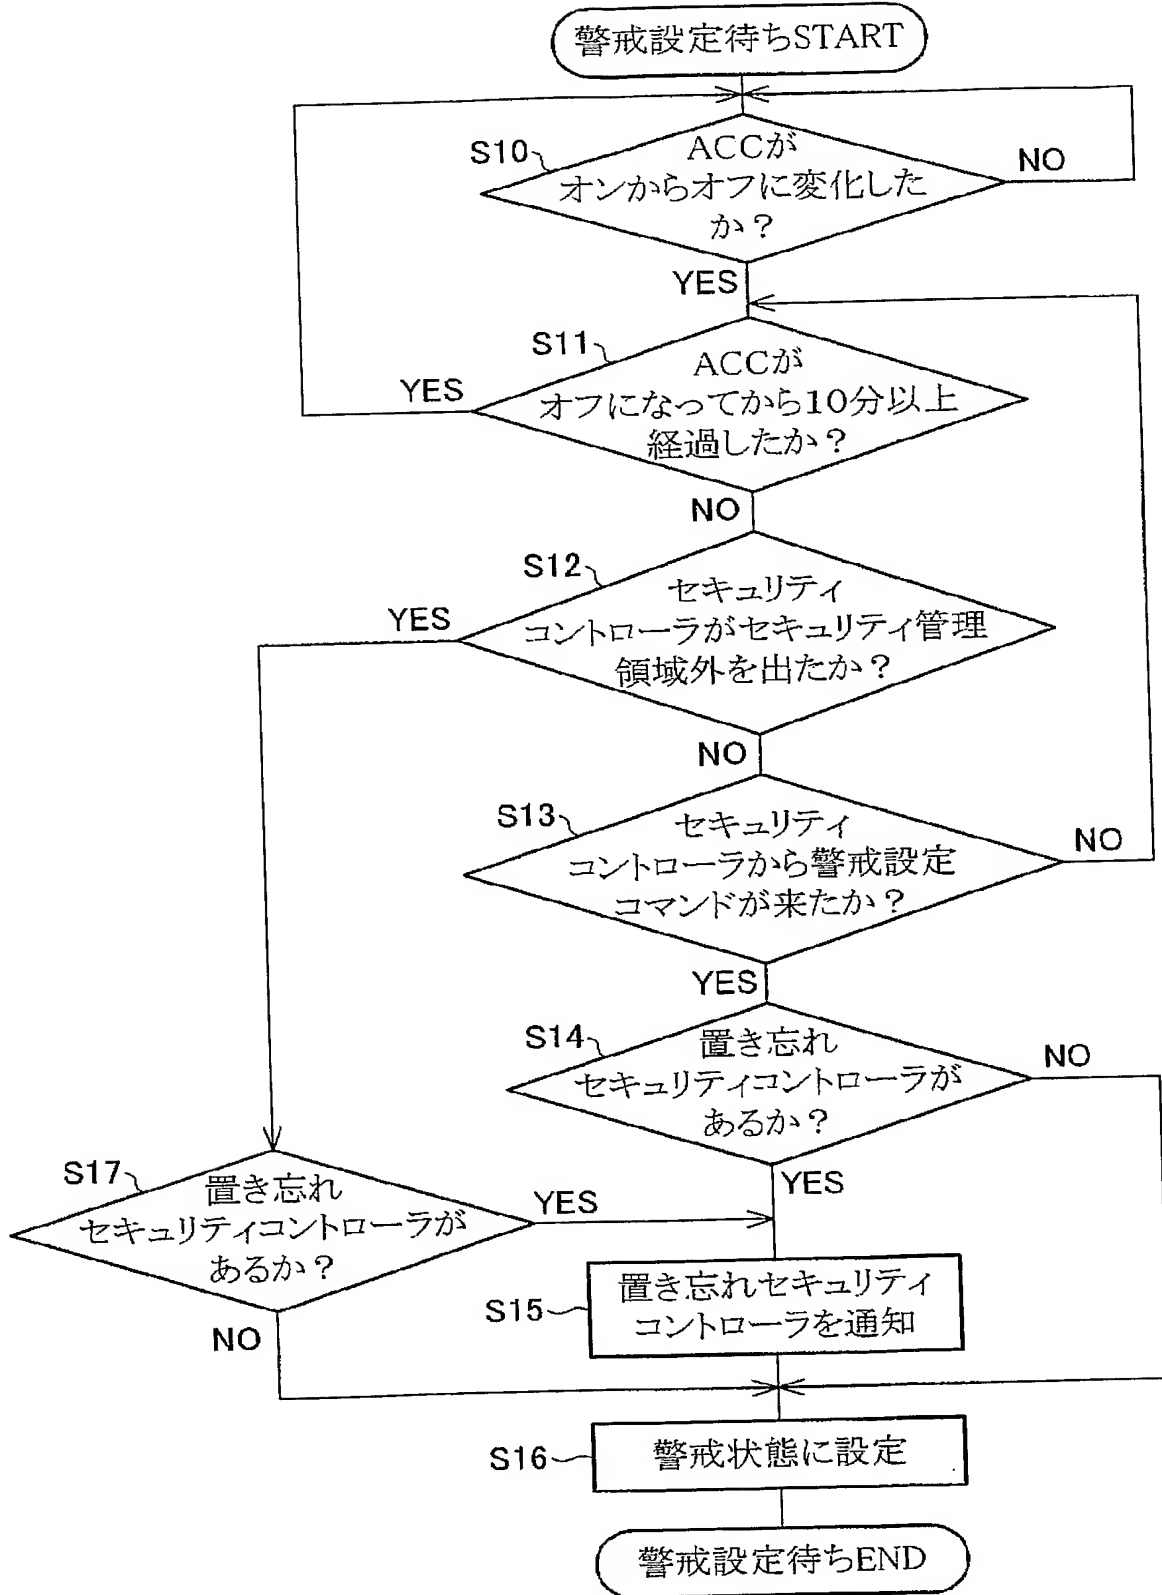 警戒設定待ちSTART
S10
ACCが
オンからオフに変化した
か？
NO
YES
S11
ACCが
オフになってから10分以上
経過したか？
YES
NO
S12
セキュリティ
コントローラがセキュリティ管理
領域外を出たか？
YES
NO
S13
セキュリティ
コントローラから警戒設定
コマンドが来たか？
NO
YES
S14
置き忘れ
セキュリティコントローラが
あるか？
NO
YES
S17
置き忘れ
セキュリティコントローラが
あるか？
YES
NO
S15
置き忘れセキュリティ
コントローラを通知
S16
警戒状態に設定
警戒設定待ちEND